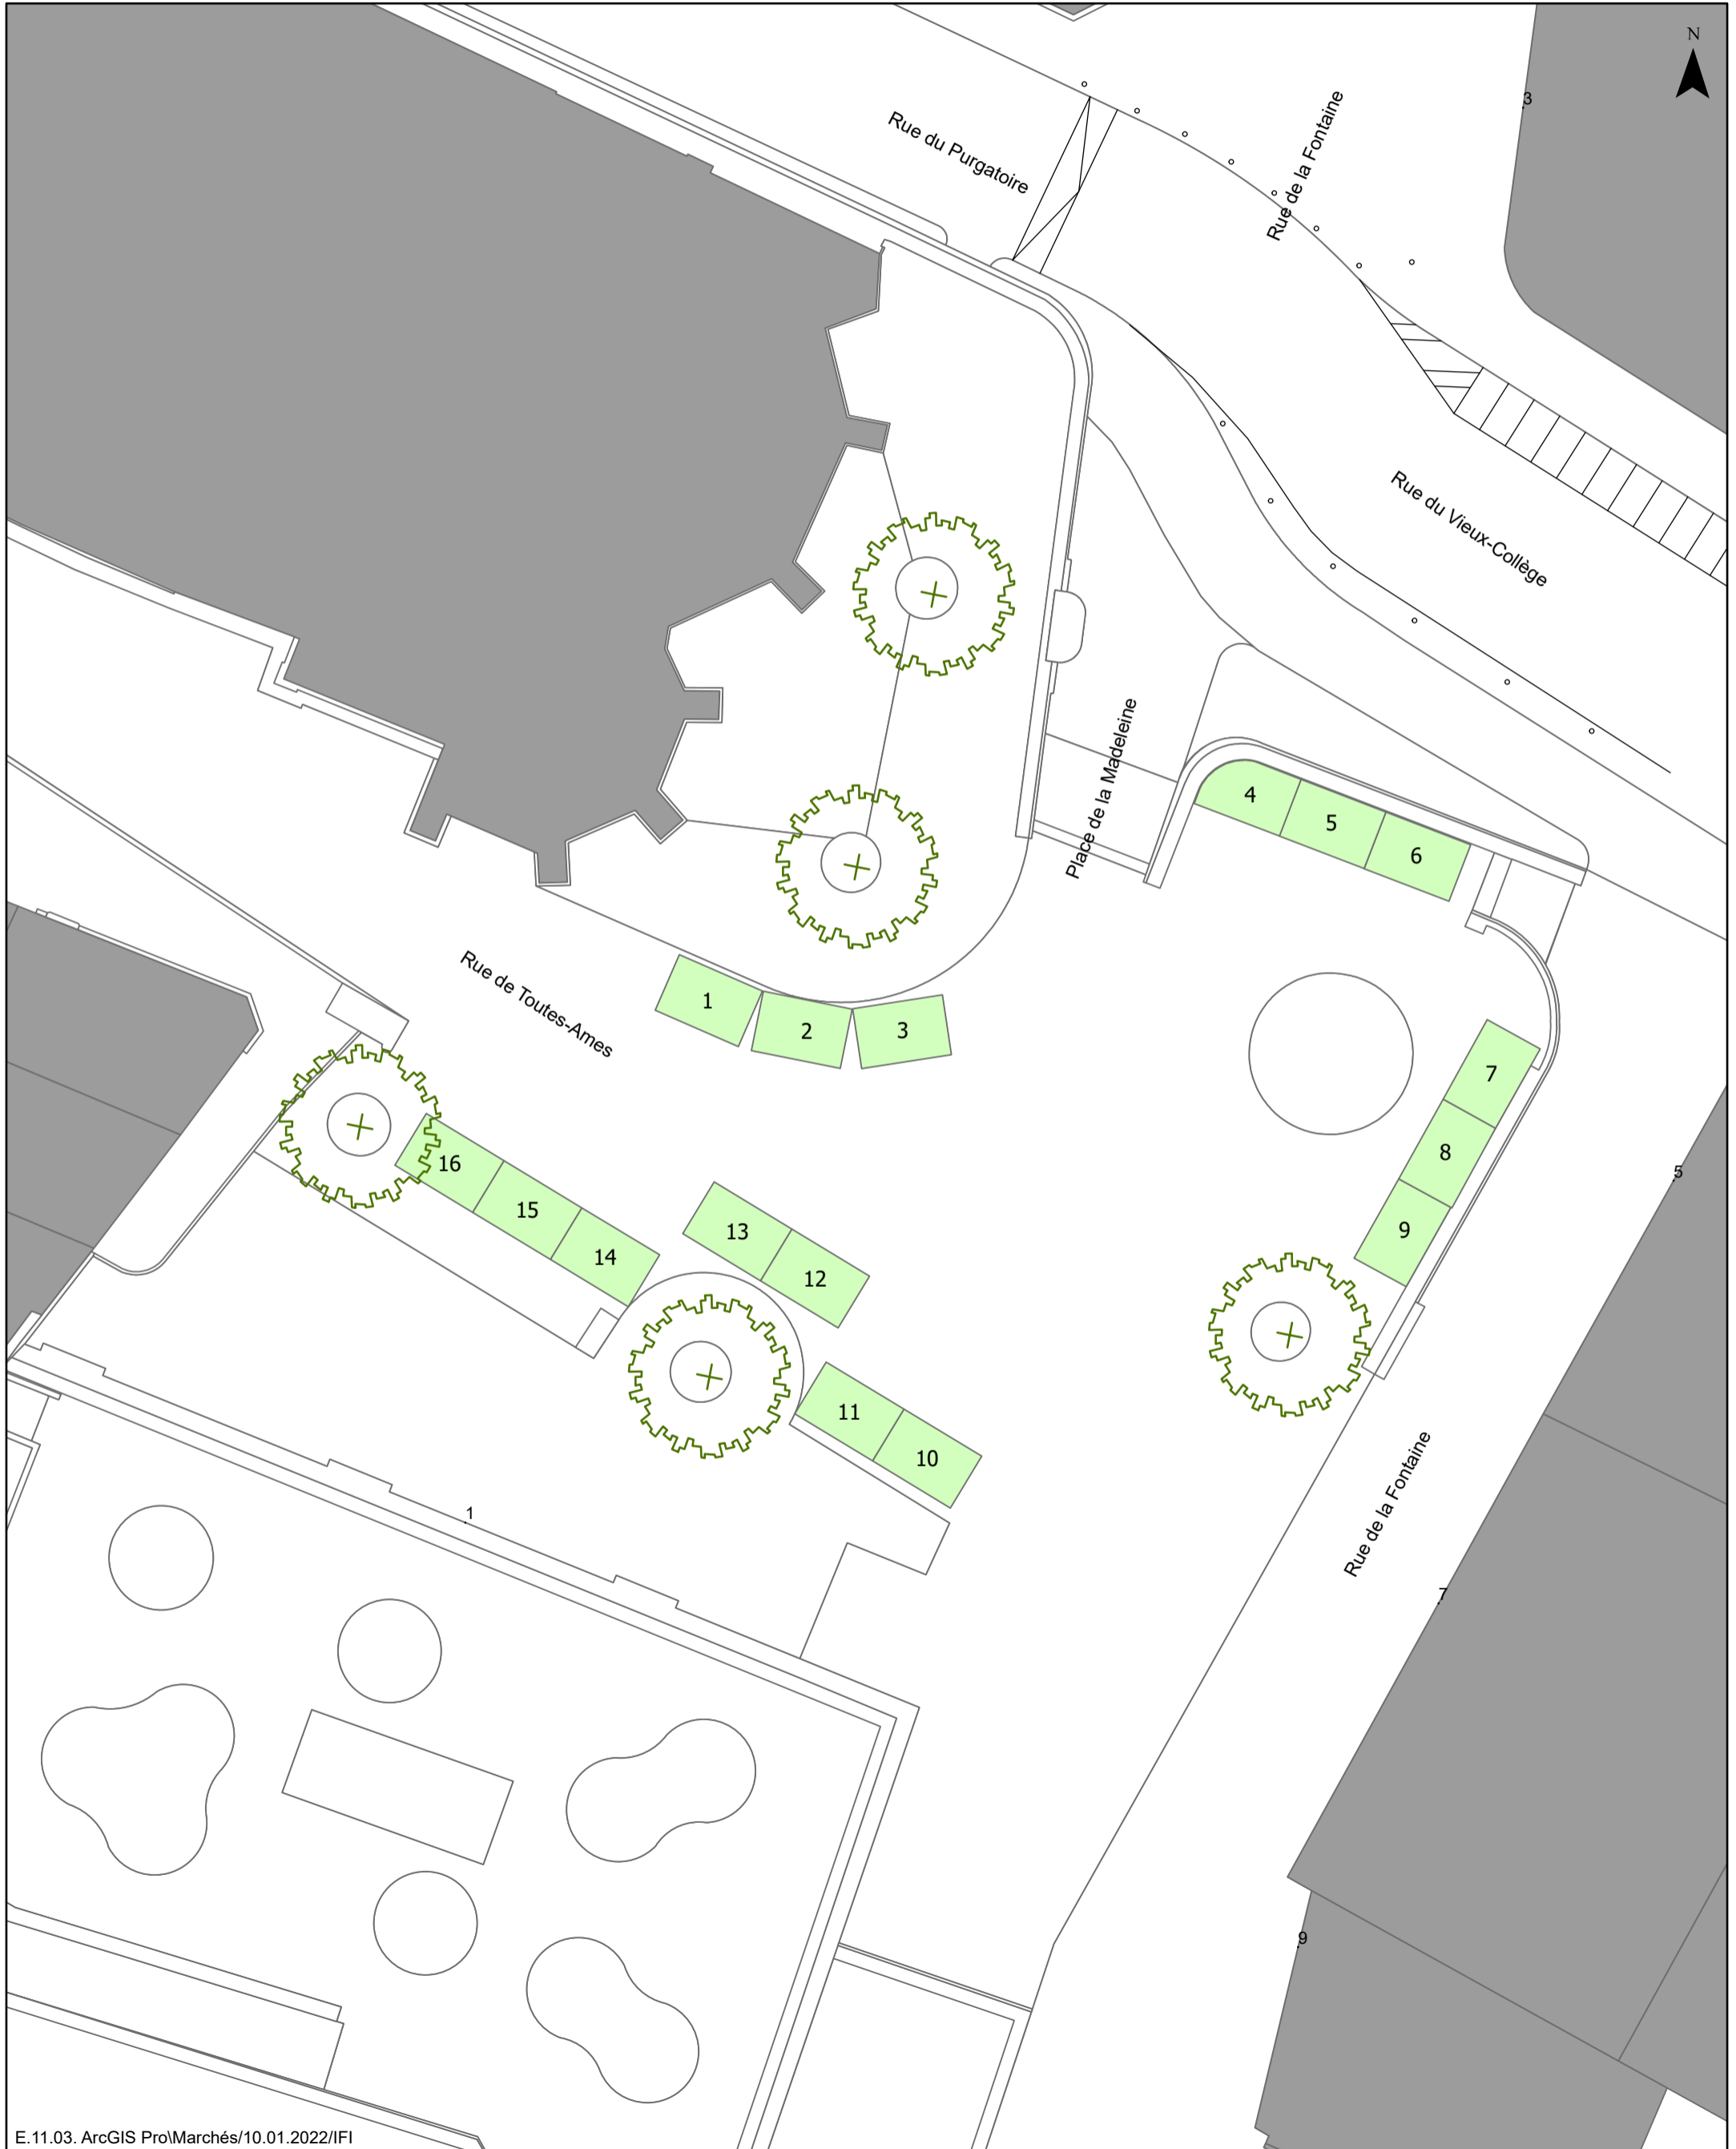 N
3
Rue du Purgatoire
Rue de la Fontaine
Rue du Vieux-Collège
Place de la Madeleine
4
5
6
Rue de Toutes-Ames
1
2
3
7
8
9
5
16
15
14
13
12
11
10
Rue de la Fontaine
1
7
9
E.11.03. ArcGIS Pro\Marchés/10.01.2022/IFI